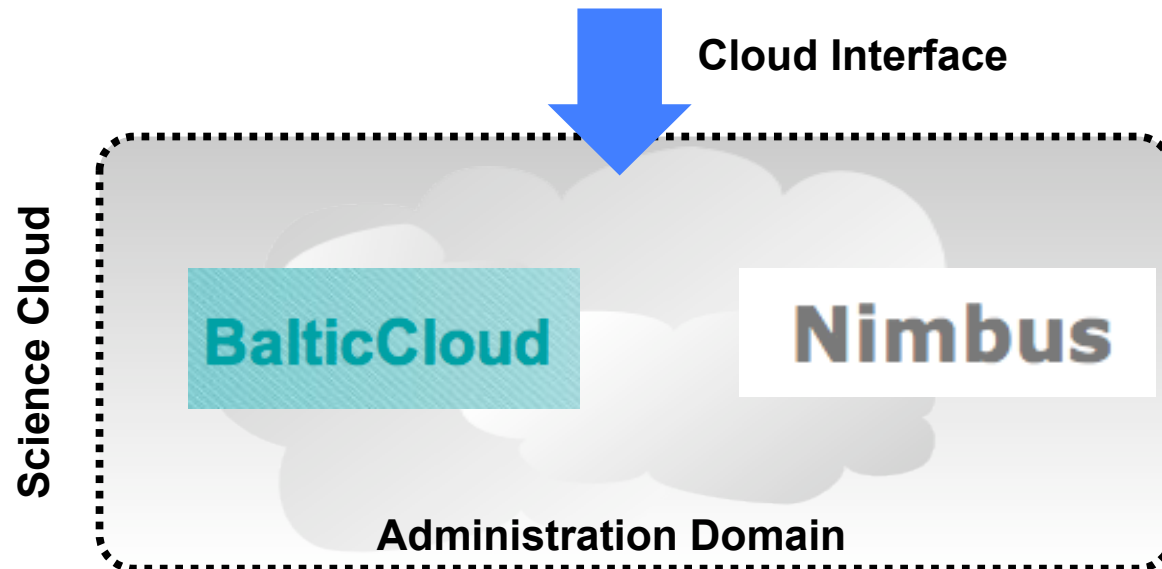 Cloud Interface
Science Cloud
BalticCloud
Nimbus
Administration Domain